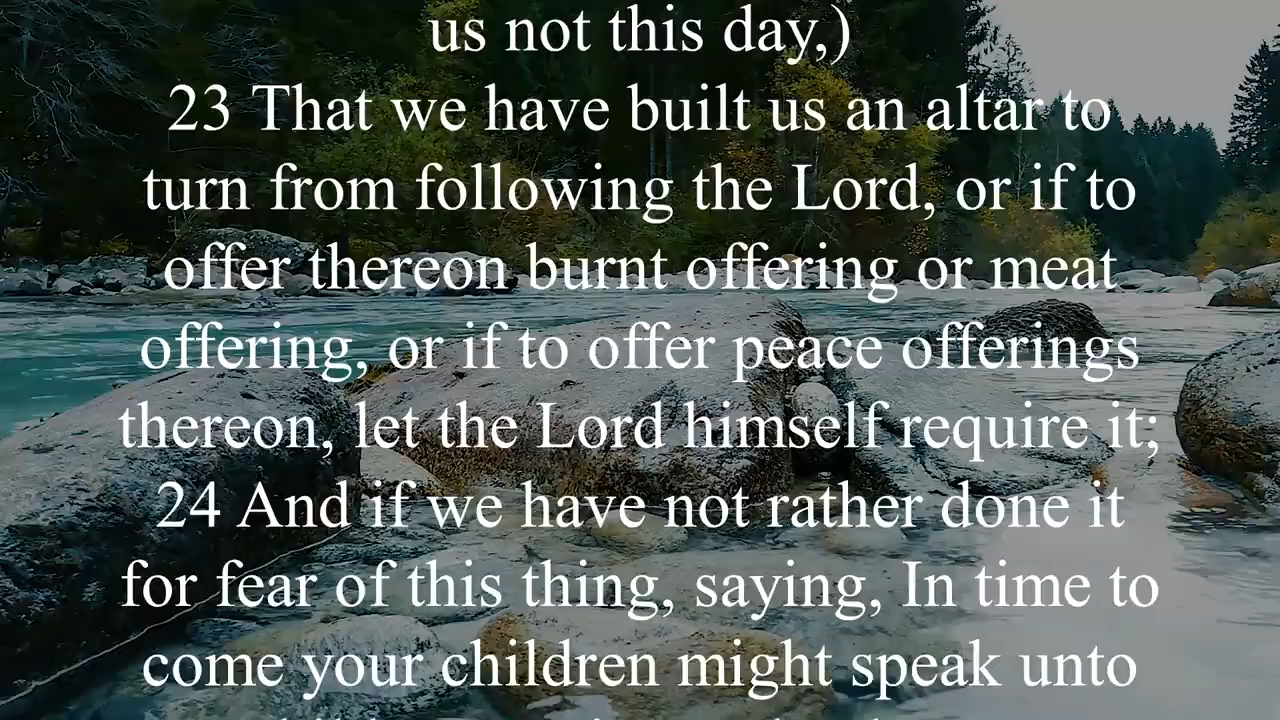 us not this day,)
23 That we have built us an altar to
turn from following the Lord, or if to
offer thereon burnt offering or meat
offering, or if to offer peace offerings
thereon, let the Lord himself require it;
24 And if we have not rather done it
for fear of this thing, saying, In time to
come your children might speak unto